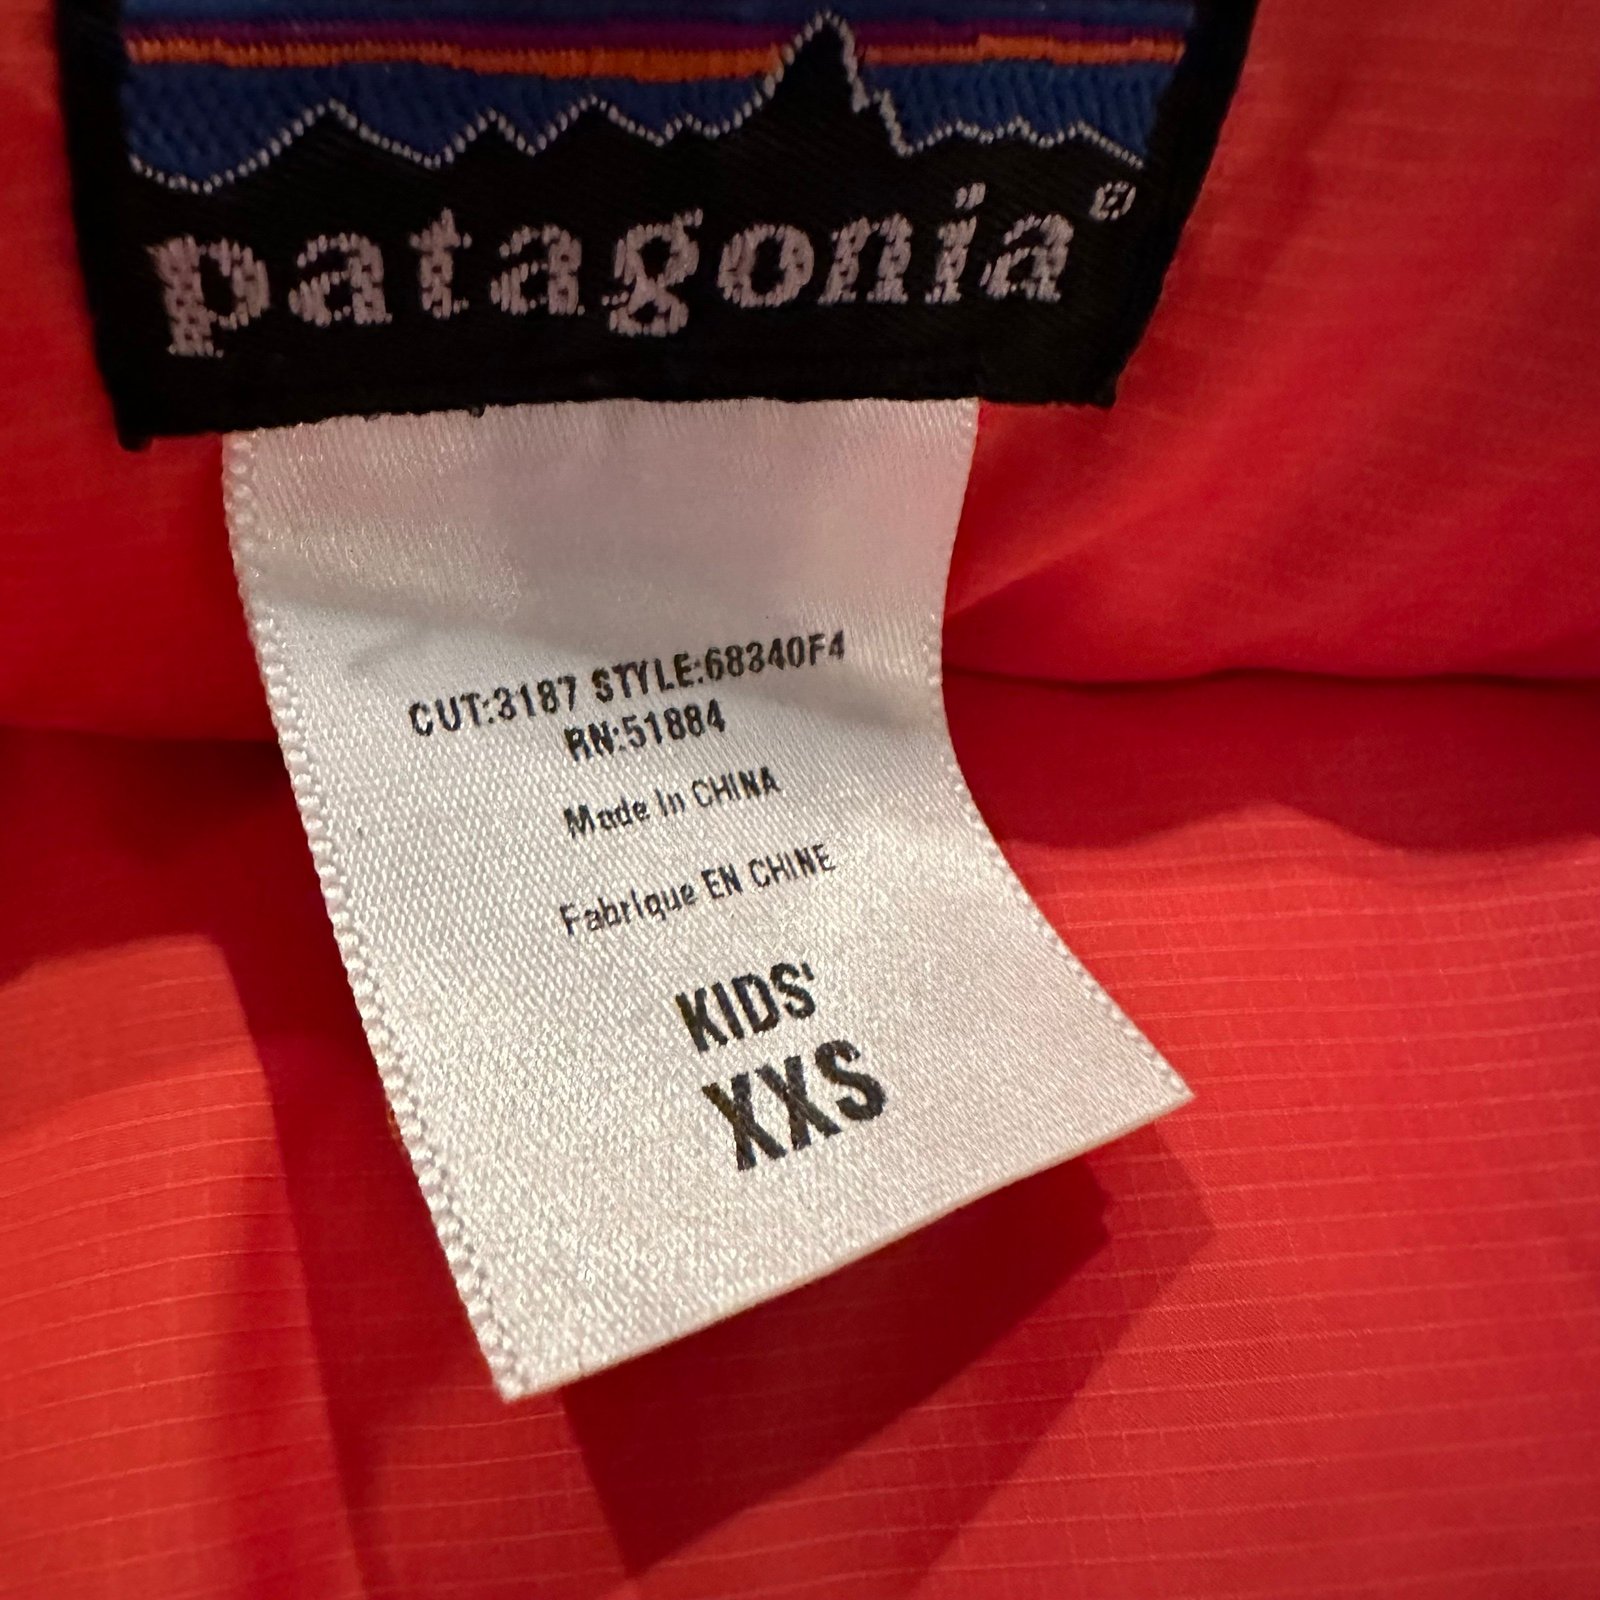 patagonia®
CUT:3187 STYLE:68340F4
RN:51884
Made In CHINA
Fabrique EN CHINE
KIDS'
XXS